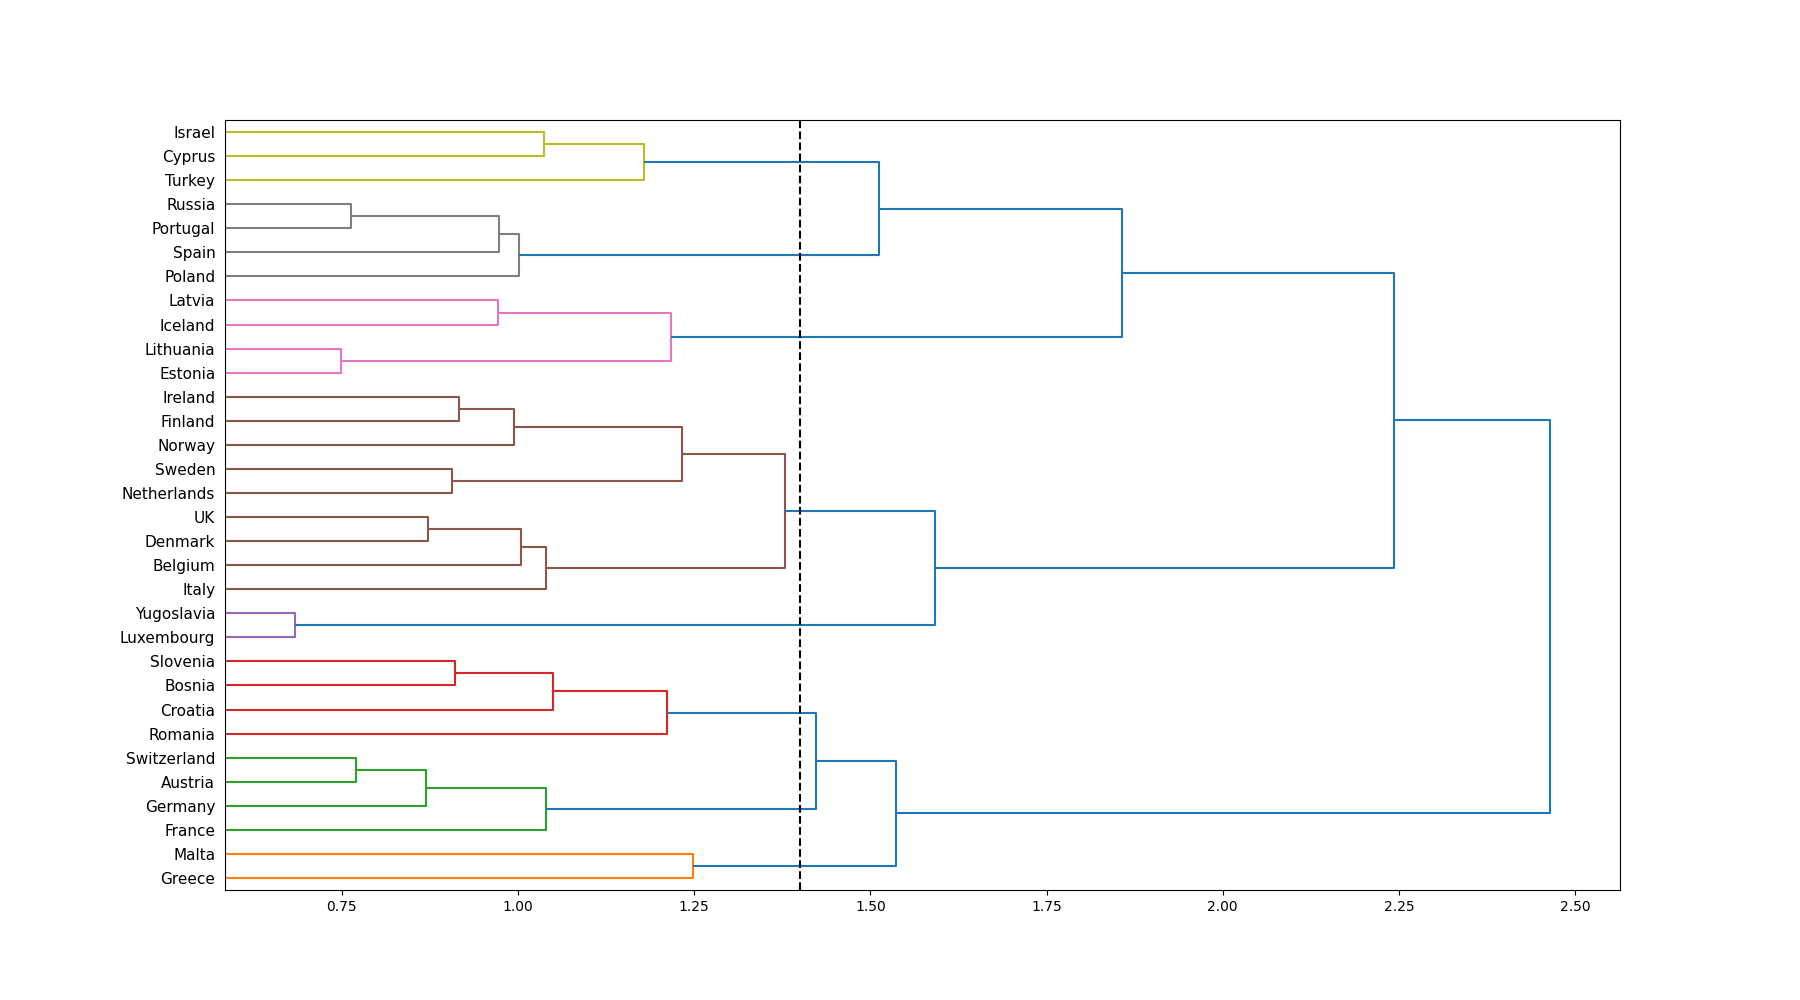 Israel
Cyprus
Turkey
Russia
Portugal
Spain
Poland
Latvia
Iceland
Lithuania
Estonia
Ireland
Finland
Norway
Sweden
Netherlands
UK
Denmark
Belgium
Italy
Yugoslavia
Luxembourg
Slovenia
Bosnia
Croatia
Romania
Switzerland
Austria
Germany
France
Malta
Greece
0.75 1.00 1.25 1.50 1.75 2.00 2.25 2.50